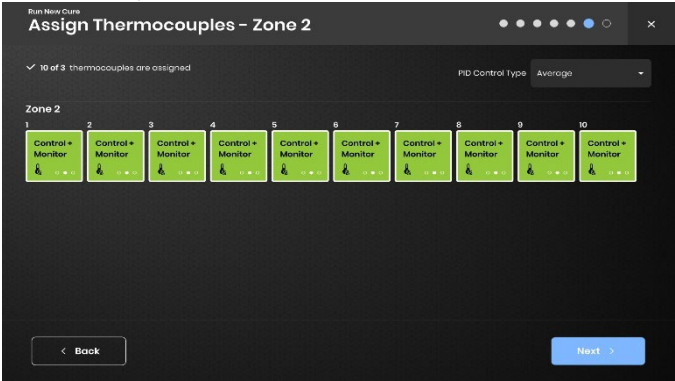 Run New Cure
Assign Thermocouples - Zone 2
10 of 3 thermocouples are assigned
PID Control Type
Average
Zone 2
1 2 3 4 5 6 7 8 9 10
Control + Control + Control + Control + Control + Control + Control + Control + Control + Control +
Monitor Monitor Monitor Monitor Monitor Monitor Monitor Monitor Monitor Monitor
Back
Next